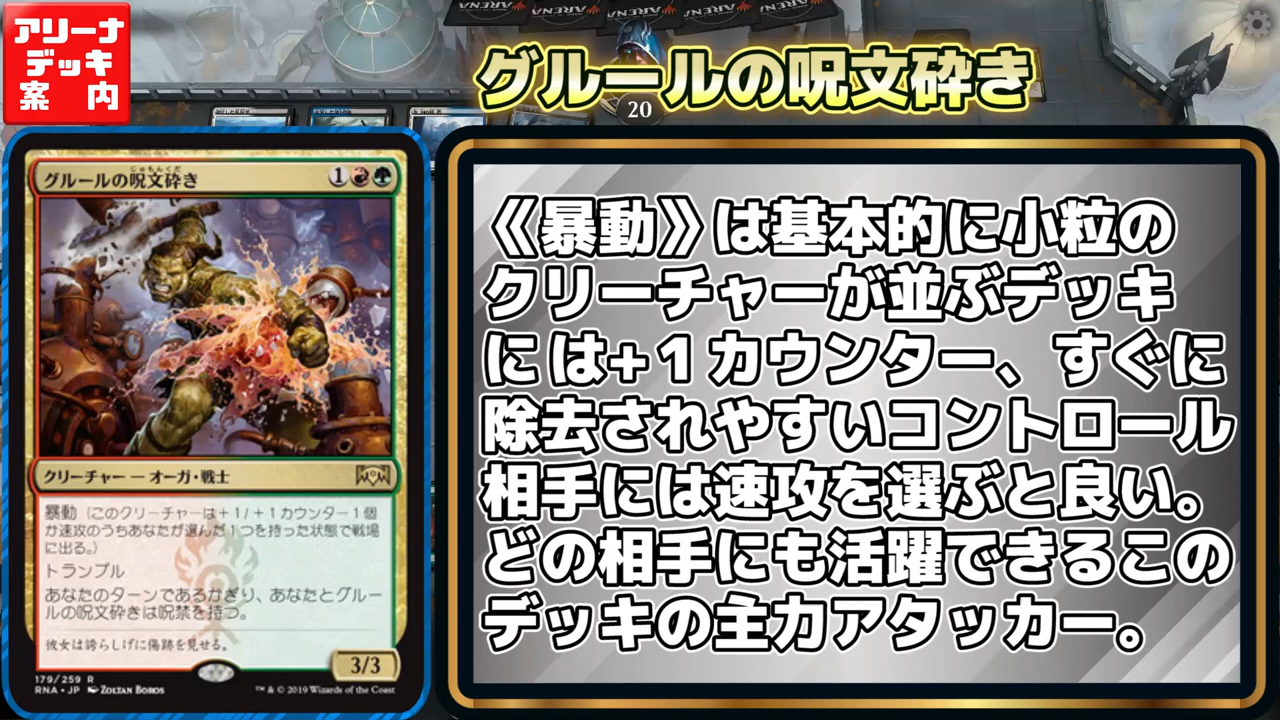 アリーナ
デッキ
案内
グルールの呪文砕き
20
グルールの呪文砕き
1
クリーチャー ― オーガ・戦士
暴動（このクリーチャーは+1/+1カウンター1個
か速攻のうちあなたが選んだ1つを持った状態で戦場
に出る。）
トランプル
あなたのターンであるかぎり、あなたとグルー
ルの呪文砕きは呪禁を持つ。
彼女は誇らしげに傷跡を見せる。
3/3
179/259 R
RNA・JP ZOLTAN BOROS
™ & © 2019 Wizards of the Coast
《暴動》は基本的に小粒の
クリーチャーが並ぶデッキ
には+１カウンター、すぐに
除去されやすいコントロール
相手には速攻を選ぶと良い。
どの相手にも活躍できるこの
デッキの主力アタッカー。